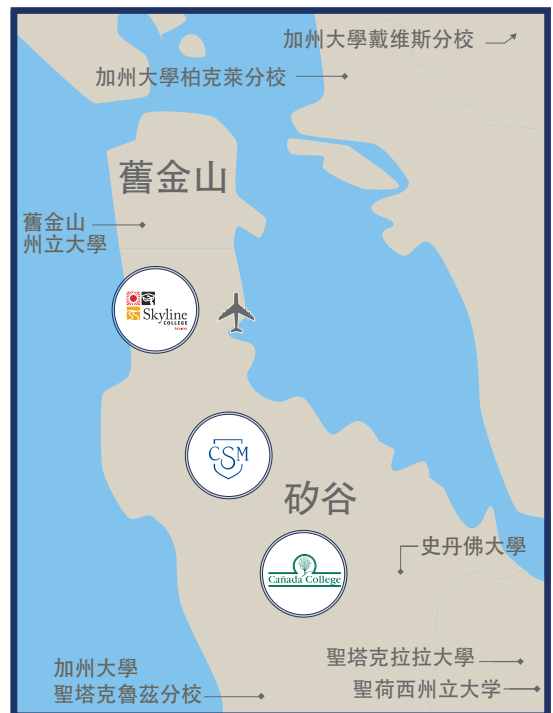 加州大學戴维斯分校
加州大學柏克萊分校
舊金山
舊金山
州立大學
Skyline
COLLEGE
CSM
矽谷
史丹佛大學
Cañada College
聖塔克拉拉大學
加州大學
聖塔克魯茲分校
聖荷西州立大学